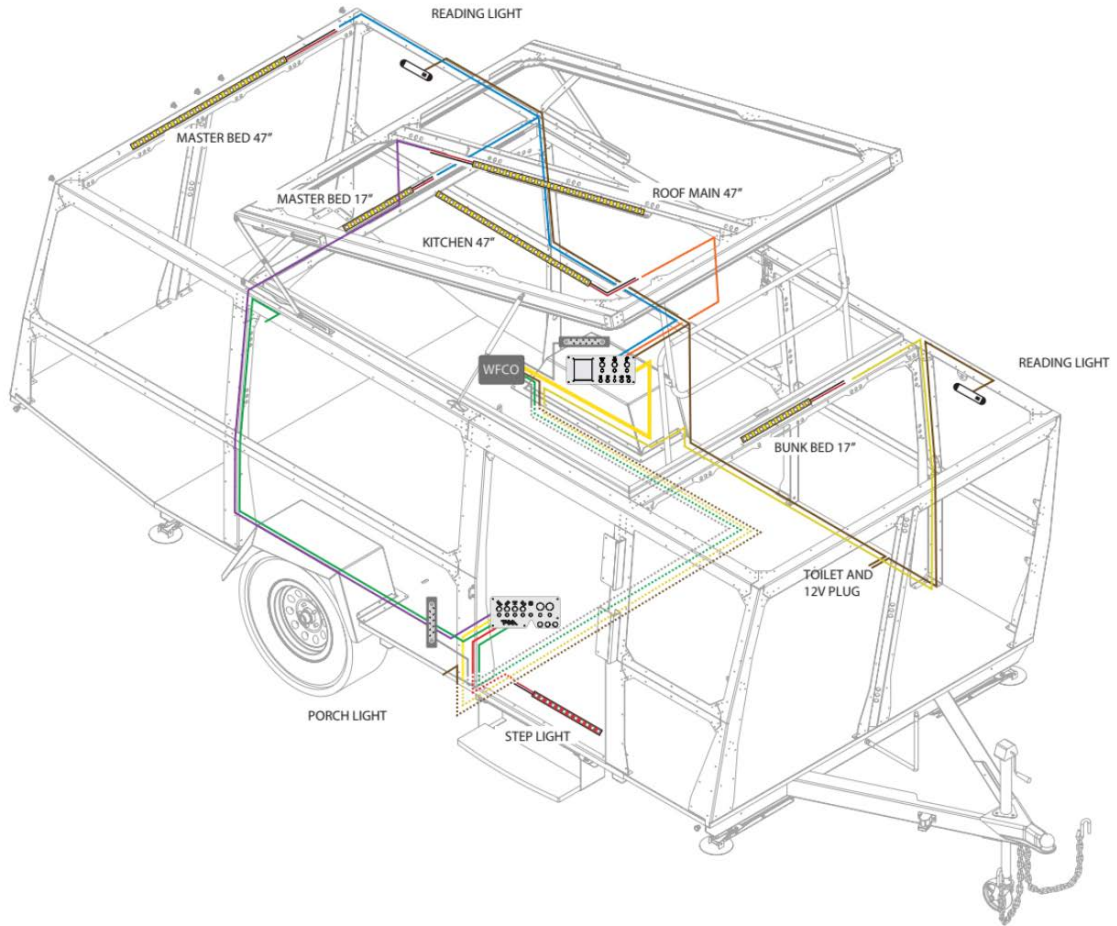 READING LIGHT
MASTER BED 47”
MASTER BED 17”
ROOF MAIN 47”
KITCHEN 47”
WFCO
READING LIGHT
BUNK BED 17”
TOILET AND
12V PLUG
PORCH LIGHT
STEP LIGHT